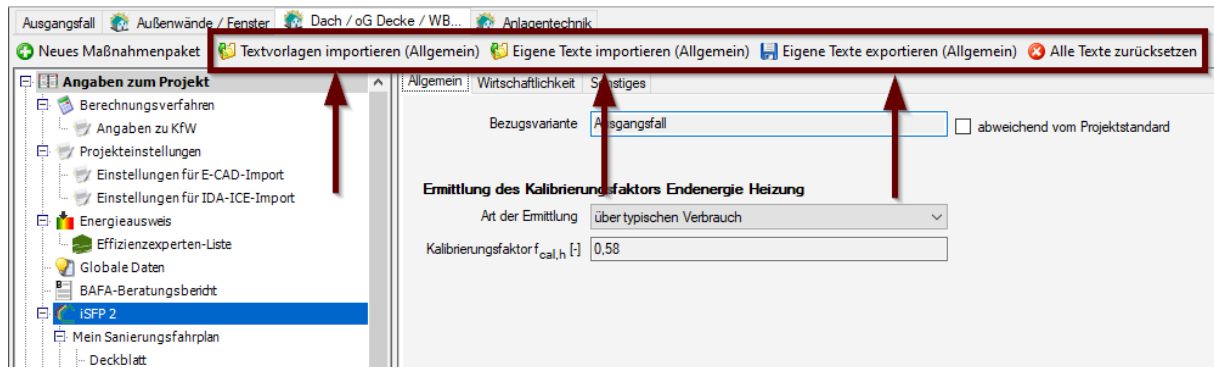 Ausgangsfall Außenwände / Fenster Dach / oG Decke / WB... Anlagentechnik
Neues Maßnahmenpaket Textvorlagen importieren (Allgemein) Eigene Texte importieren (Allgemein) Eigene Texte exportieren (Allgemein) Alle Texte zurücksetzen
Angaben zum Projekt
Berechnungsverfahren
Angaben zu KfW
Projekteinstellungen
Einstellungen für E-CAD-Import
Einstellungen für IDA-ICE-Import
Energieausweis
Effizienzexperten-Liste
Globale Daten
BAFA-Beratungsbericht
iSFP 2
Mein Sanierungsfahrplan
Deckblatt
Allgemein Wirtschaftlichkeit Sonstiges
Bezugsvariante Ausgangsfall abweichend vom Projektstandard
Ermittlung des Kalibrierungsfaktors Endenergie Heizung
Art der Ermittlung über typischen Verbrauch
Kalibrierungsfaktor f cal,h [-] 0,58